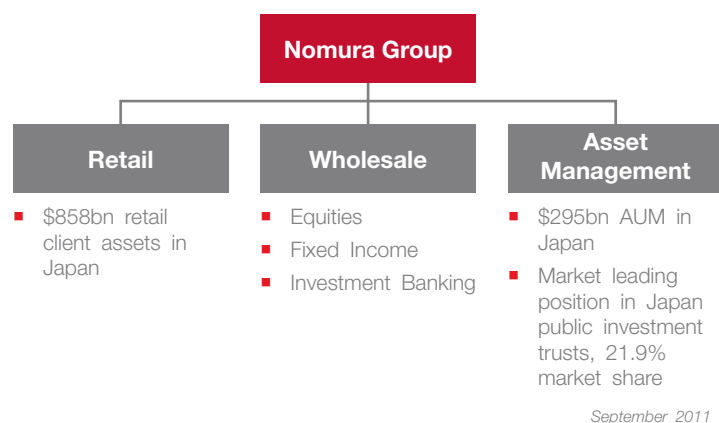 Nomura Group
Retail
Wholesale
Asset
Management
$858bn retail
client assets in
Japan
Equities
Fixed Income
Investment Banking
$295bn AUM in
Japan
Market leading
position in Japan
public investment
trusts, 21.9%
market share
September 2011